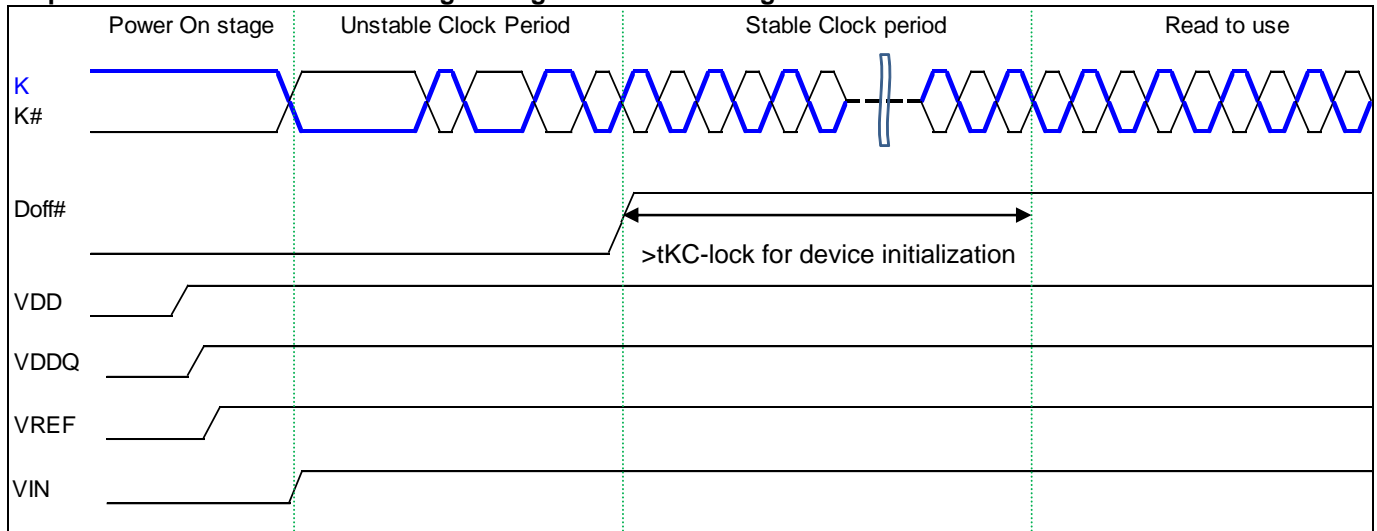 Power On stage Unstable Clock Period Stable Clock period Read to use
K
K#
Doff#
>tKC-lock for device initialization
VDD
VDDQ
VREF
VIN